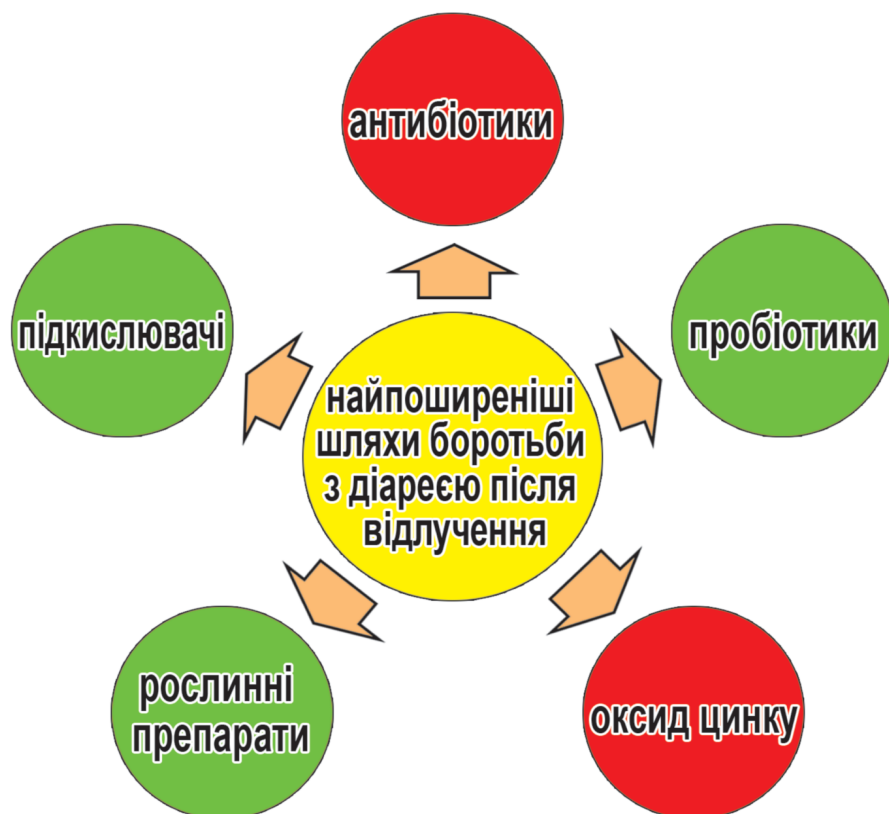 антибіотики
підкислювачі
пробіотики
найпоширеніші
шляхи боротьби
з діареєю після
відлучення
рослинні
препарати
оксид цинку